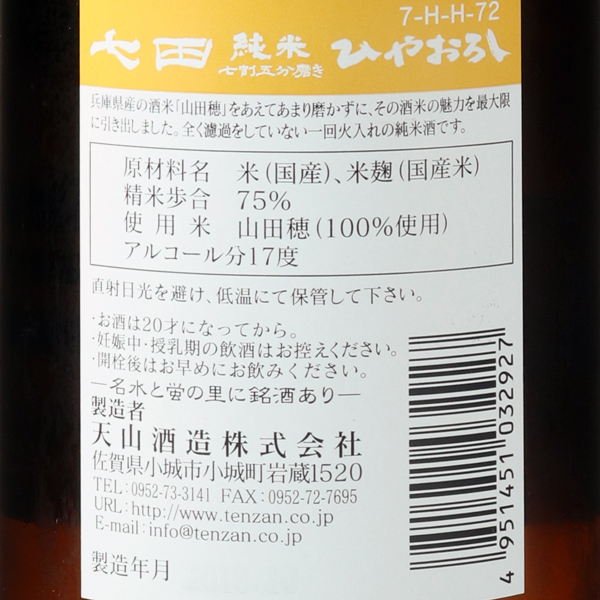 7-H-H-72
七田 純米 ひやおろし
七割五分磨き
兵庫県産の酒米「山田穂」をあえてあまり磨かずに、その酒米の魅力を最大限
に引き出しました。全く濾過をしていない一回火入れの純米酒です。
原材料名 米(国産)、米麹(国産米)
精米歩合 75%
使用米 山田穂(100%使用)
アルコール分17度
直射日光を避け、低温にて保管して下さい。
・お酒は20才になってから。
・妊娠中・授乳期の飲酒はお控えください。
・開栓後はお早めにお飲みください。
―名水と蛍の里に銘酒あり―
製造者
天山酒造株式会社
佐賀県小城市小城町岩蔵1520
TEL：0952-73-3141 FAX：0952-72-7695
URL：http://www.tenzan.co.jp
E-mail：info@tenzan.co.jp
製造年月
4 951451 032927